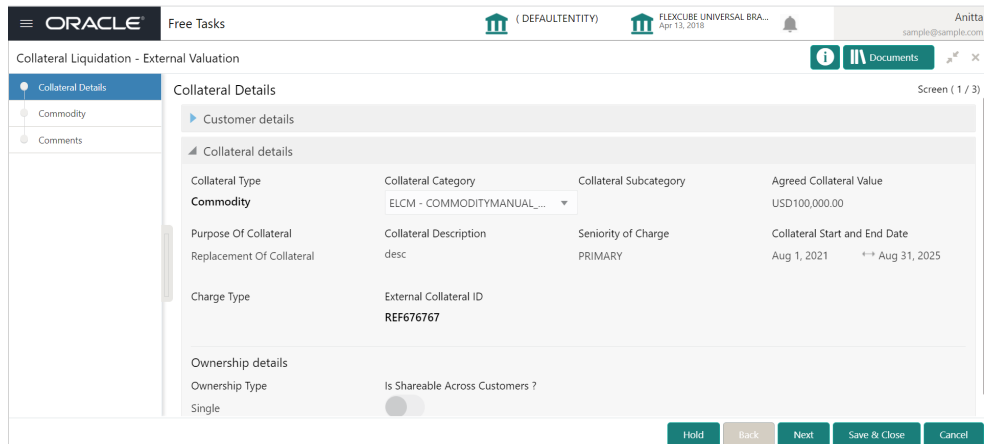 ORACLE
Free Tasks
( DEFAULTENTITY)
FLEXCUBE UNIVERSAL BRA...
Apr 13, 2018
Anitta
sample@sample.com
Collateral Liquidation - External Valuation
Documents
Collateral Details
Commodity
Comments
Collateral Details
Screen ( 1 / 3)
Customer details
Collateral details
Collateral Type Collateral Category Collateral Subcategory Agreed Collateral Value
Commodity ELCM - COMMODITYMANUAL_... USD100,000.00
Purpose Of Collateral Collateral Description Seniority of Charge Collateral Start and End Date
Replacement Of Collateral desc PRIMARY Aug 1, 2021 ↔ Aug 31, 2025
Charge Type External Collateral ID
REF676767
Ownership details
Ownership Type Is Shareable Across Customers ?
Single
Hold Back Next Save & Close Cancel